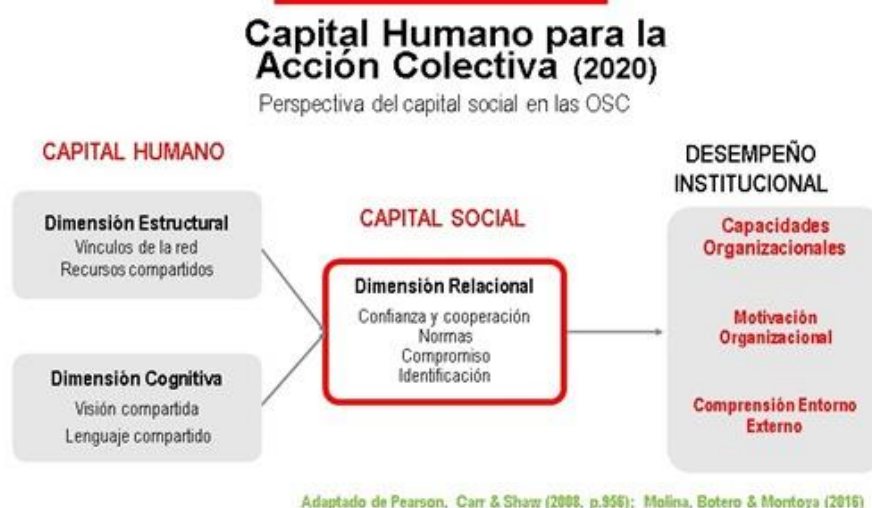 Capital Humano para la
Acción Colectiva (2020)
Perspectiva del capital social en las OSC
CAPITAL HUMANO
Dimensión Estructural
Vínculos de la red
Recursos compartidos
Dimensión Cognitiva
Visión compartida
Lenguaje compartido
CAPITAL SOCIAL
Dimensión Relacional
Confianza y cooperación
Normas
Compromiso
Identificación
DESEMPEÑO
INSTITUCIONAL
Capacidades
Organizacionales
Motivación
Organizacional
Comprensión Entorno
Externo
Adaptado de Pearson, Carr & Shaw (2008, p.956); Molina, Botero & Montoya (2016)